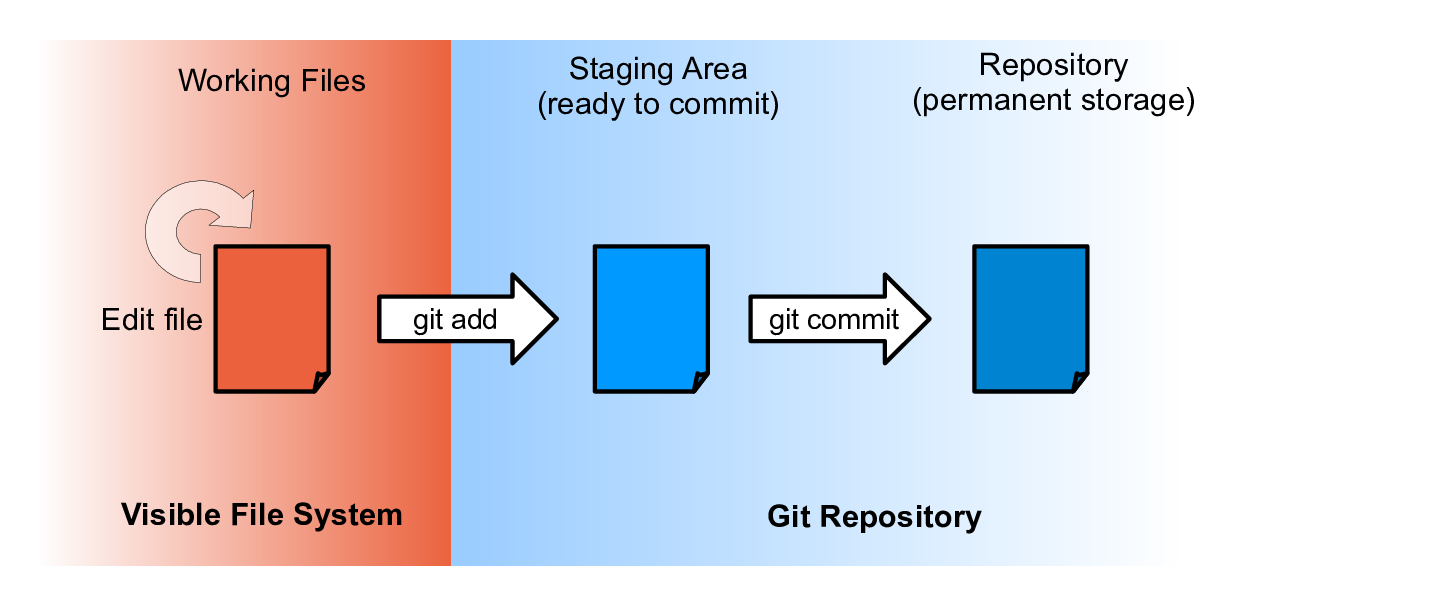 Working Files
Staging Area
(ready to commit)
Repository
(permanent storage)
Edit file
git add
git commit
Visible File System
Git Repository